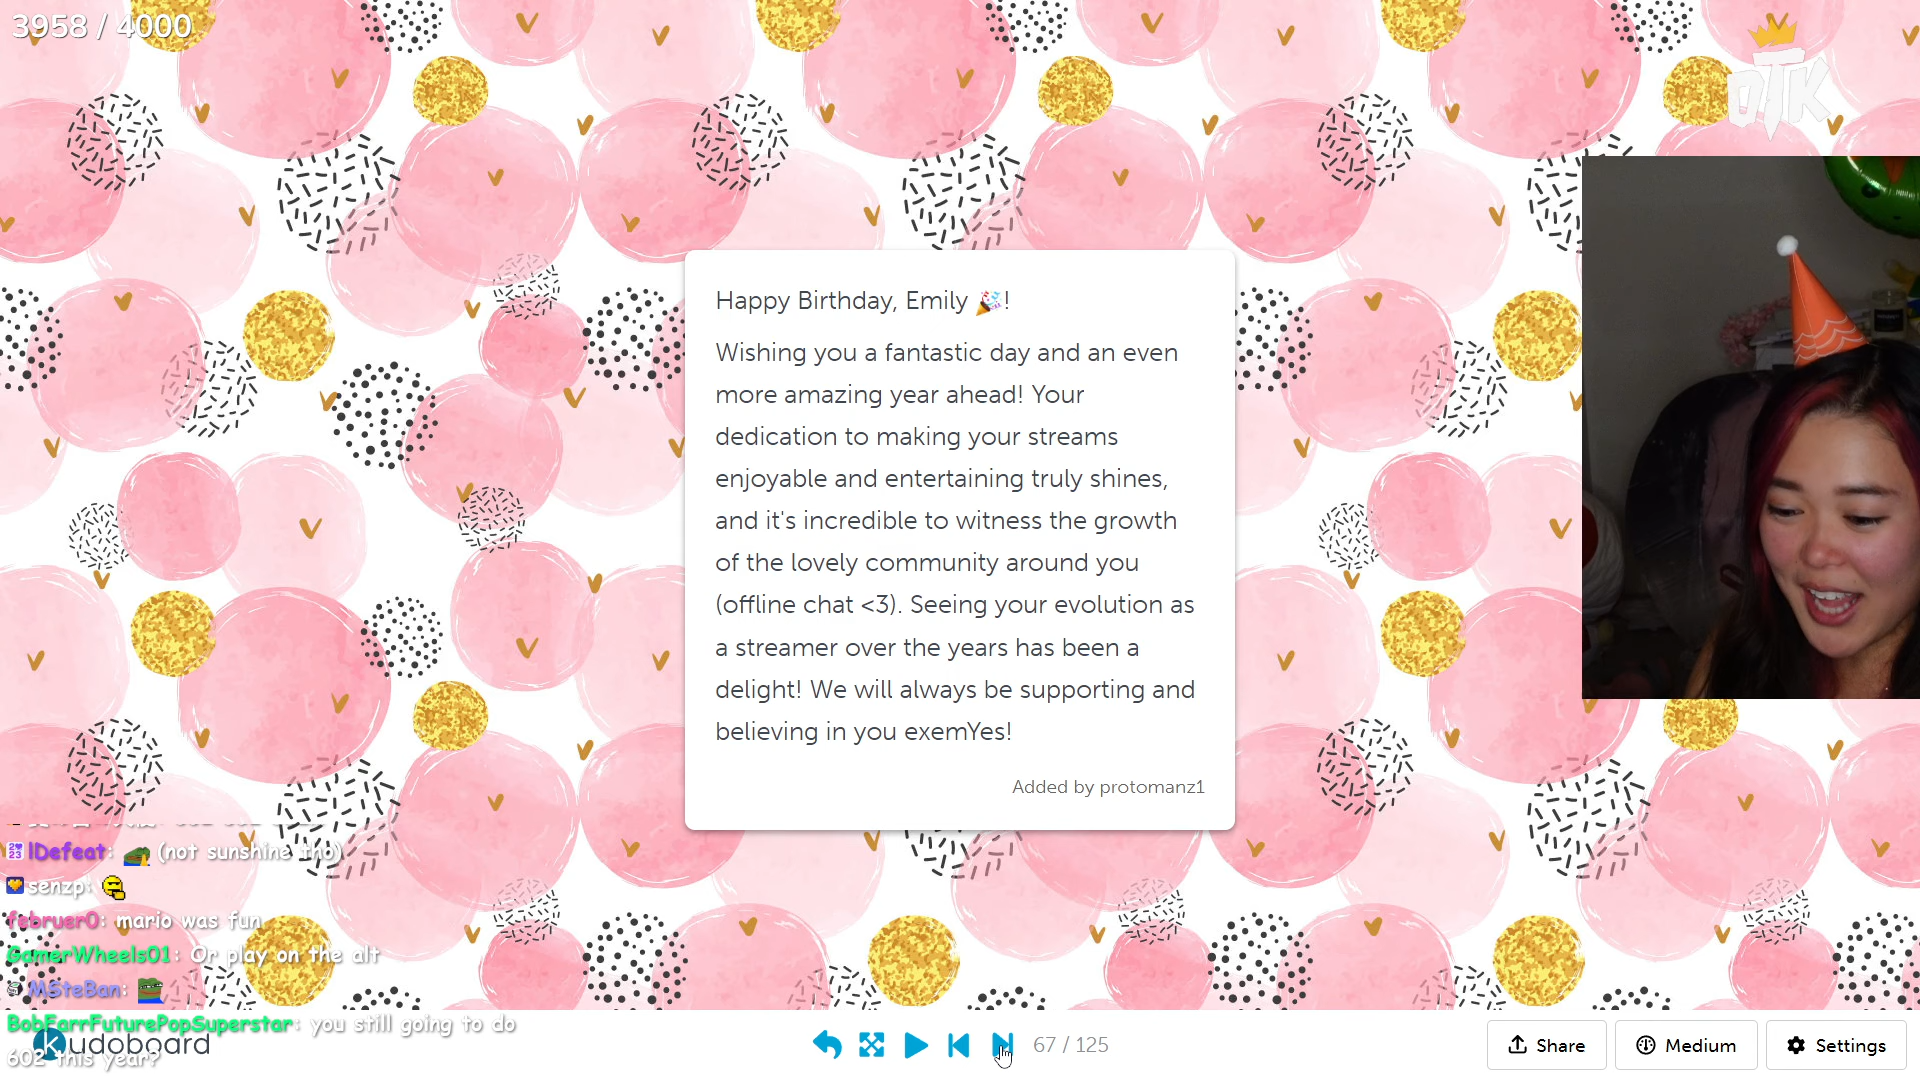 3958 / 4000
OTK
Happy Birthday, Emily 🎉!
Wishing you a fantastic day and an even
more amazing year ahead! Your
dedication to making your streams
enjoyable and entertaining truly shines,
and it's incredible to witness the growth
of the lovely community around you
(offline chat <3). Seeing your evolution as
a streamer over the years has been a
delight! We will always be supporting and
believing in you exemYes!
Added by protomanz1
lDefeat: (not sunshine tho)
senzp:
februer0: mario was fun
GamerWheels01: Or play on the alt
MSteBan:
BobFarrFuturePopSuperstar: you still going to do
602 this year?
kudoboard
67 / 125
Share
Medium
Settings